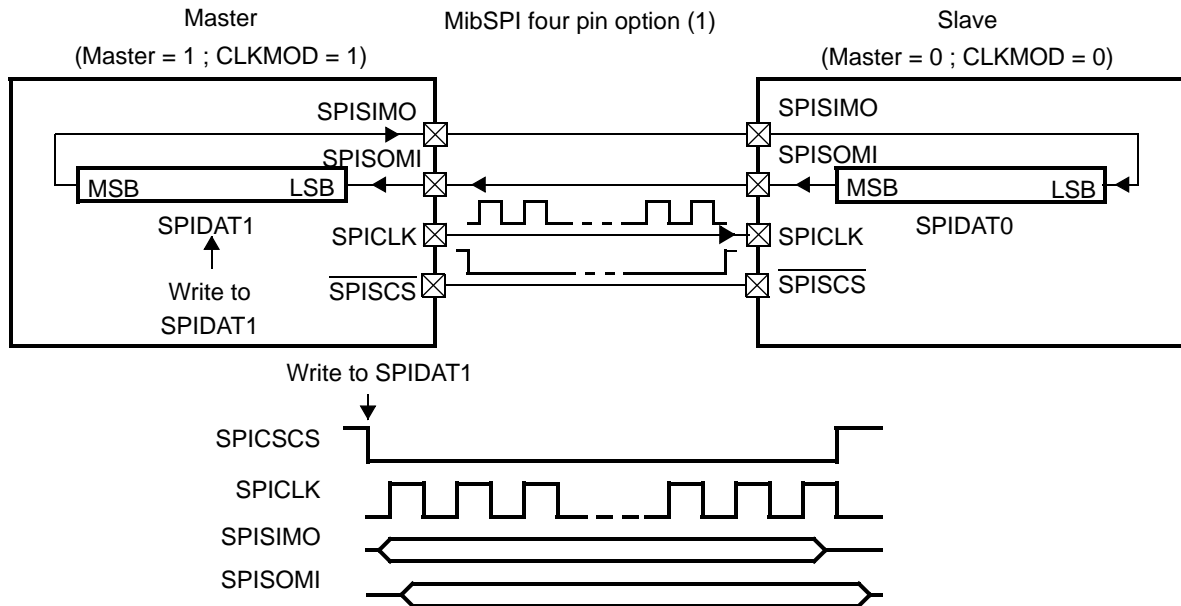 Master MibSPI four pin option (1) Slave
(Master = 1 ; CLKMOD = 1) (Master = 0 ; CLKMOD = 0)
SPISIMO SPISIMO
SPISOMI SPISOMI
MSB LSB MSB LSB
SPIDAT1 SPICLK SPICLK SPIDAT0
SPISCS SPISCS
Write to
SPIDAT1
Write to SPIDAT1
SPICSCS
SPICLK
SPISIMO
SPISOMI